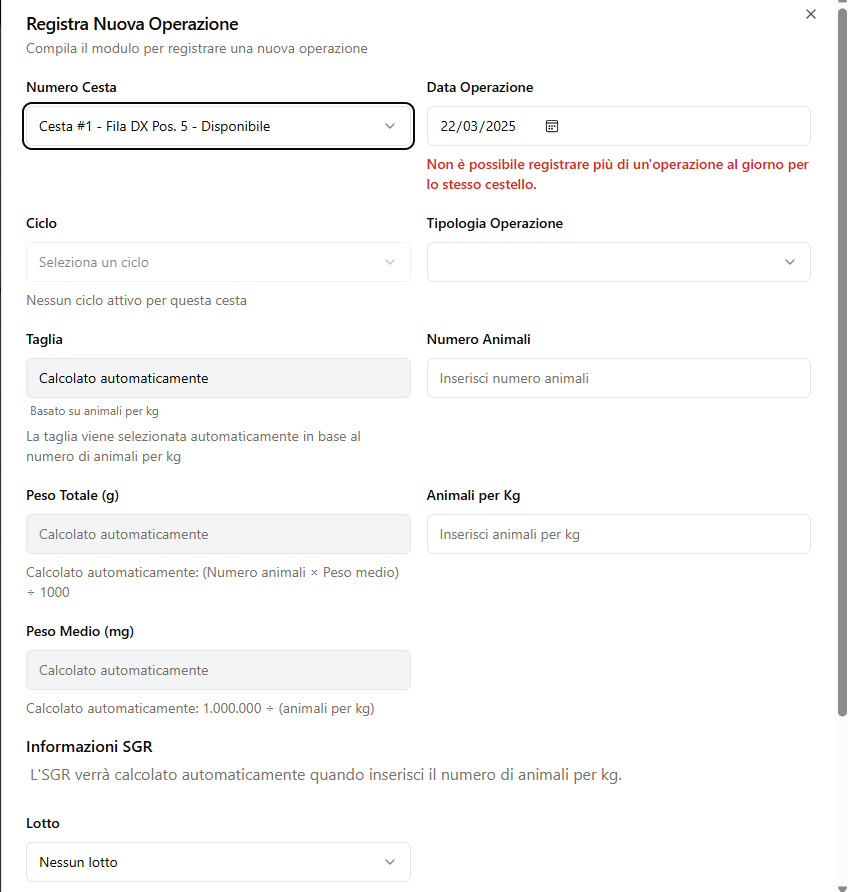 Registra Nuova Operazione
Compila il modulo per registrare una nuova operazione
Numero Cesta
Data Operazione
Cesta #1 - Fila DX Pos. 5 - Disponibile
22/03/2025
Non è possibile registrare più di un'operazione al giorno per
lo stesso cestello.
Ciclo
Tipologia Operazione
Seleziona un ciclo
Nessun ciclo attivo per questa cesta
Taglia
Numero Animali
Calcolato automaticamente
Inserisci numero animali
Basato su animali per kg
La taglia viene selezionata automaticamente in base al
numero di animali per kg
Peso Totale (g)
Animali per Kg
Calcolato automaticamente
Inserisci animali per kg
Calcolato automaticamente: (Numero animali × Peso medio)
÷ 1000
Peso Medio (mg)
Calcolato automaticamente
Calcolato automaticamente: 1.000.000 ÷ (animali per kg)
Informazioni SGR
L'SGR verrà calcolato automaticamente quando inserisci il numero di animali per kg.
Lotto
Nessun lotto